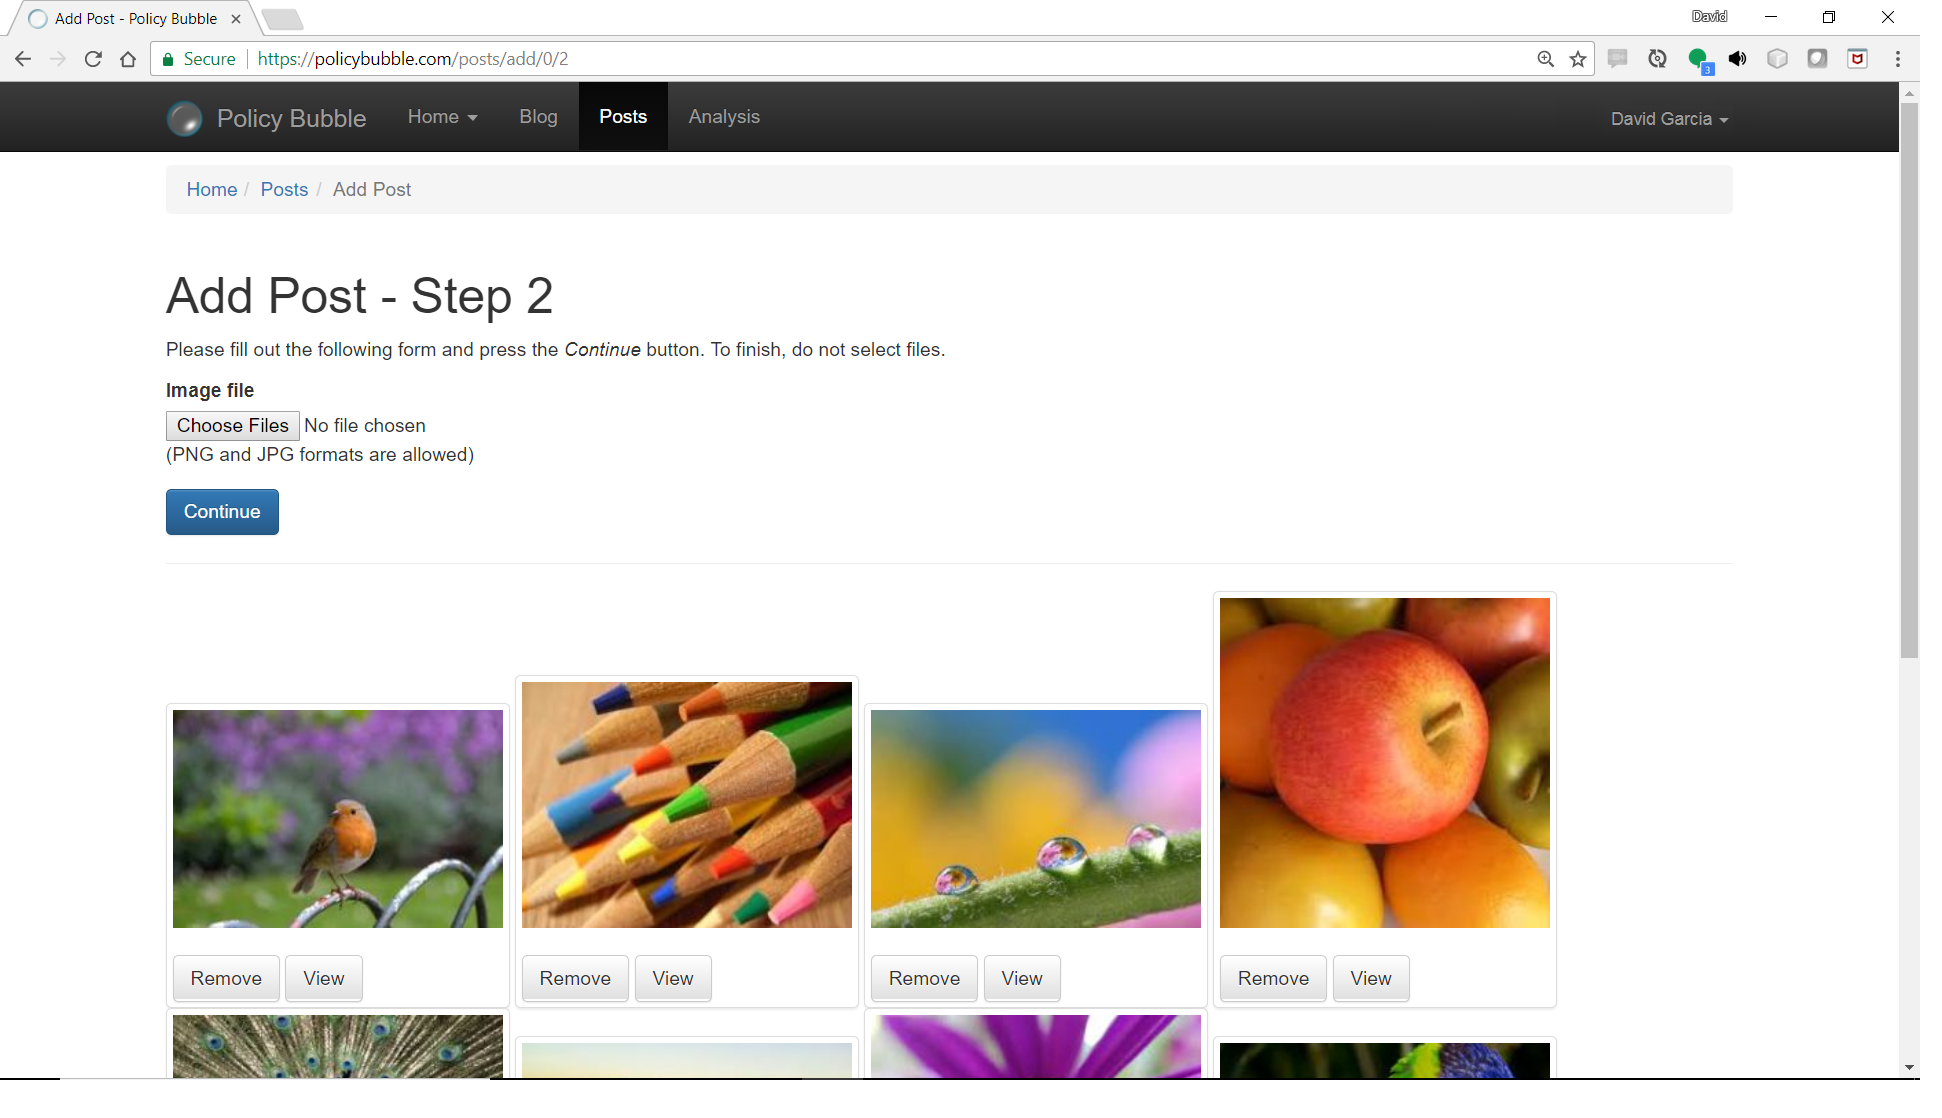 Add Post - Policy Bubble
David
Secure
https://policybubble.com/posts/add/0/2
3
Policy Bubble
Home
Blog
Posts
Analysis
David Garcia
Home / Posts / Add Post
Add Post - Step 2
Please fill out the following form and press the Continue button. To finish, do not select files.
Image file
Choose Files No file chosen
(PNG and JPG formats are allowed)
Continue
Remove View
Remove View
Remove View
Remove View